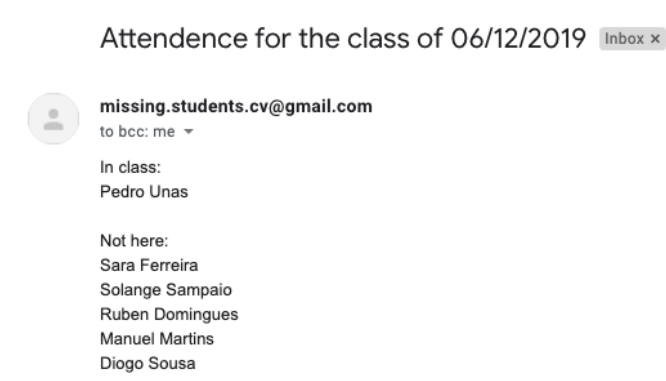 Attendence for the class of 06/12/2019 Inbox ×
missing.students.cv@gmail.com
to bcc: me
In class:
Pedro Unas
Not here:
Sara Ferreira
Solange Sampaio
Ruben Domingues
Manuel Martins
Diogo Sousa